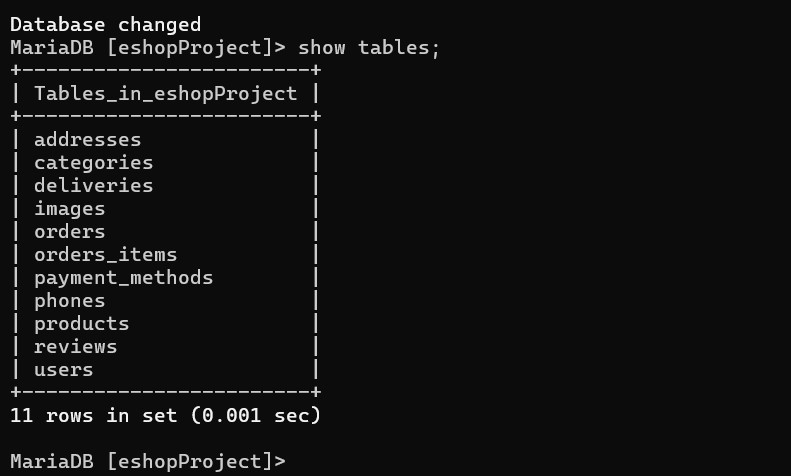 Database changed
MariaDB [eshopProject]> show tables;
+------------------------+
| Tables_in_eshopProject |
+------------------------+
| addresses              |
| categories             |
| deliveries             |
| images                 |
| orders                 |
| orders_items           |
| payment_methods        |
| phones                 |
| products               |
| reviews                |
| users                  |
+------------------------+
11 rows in set (0.001 sec)
MariaDB [eshopProject]>